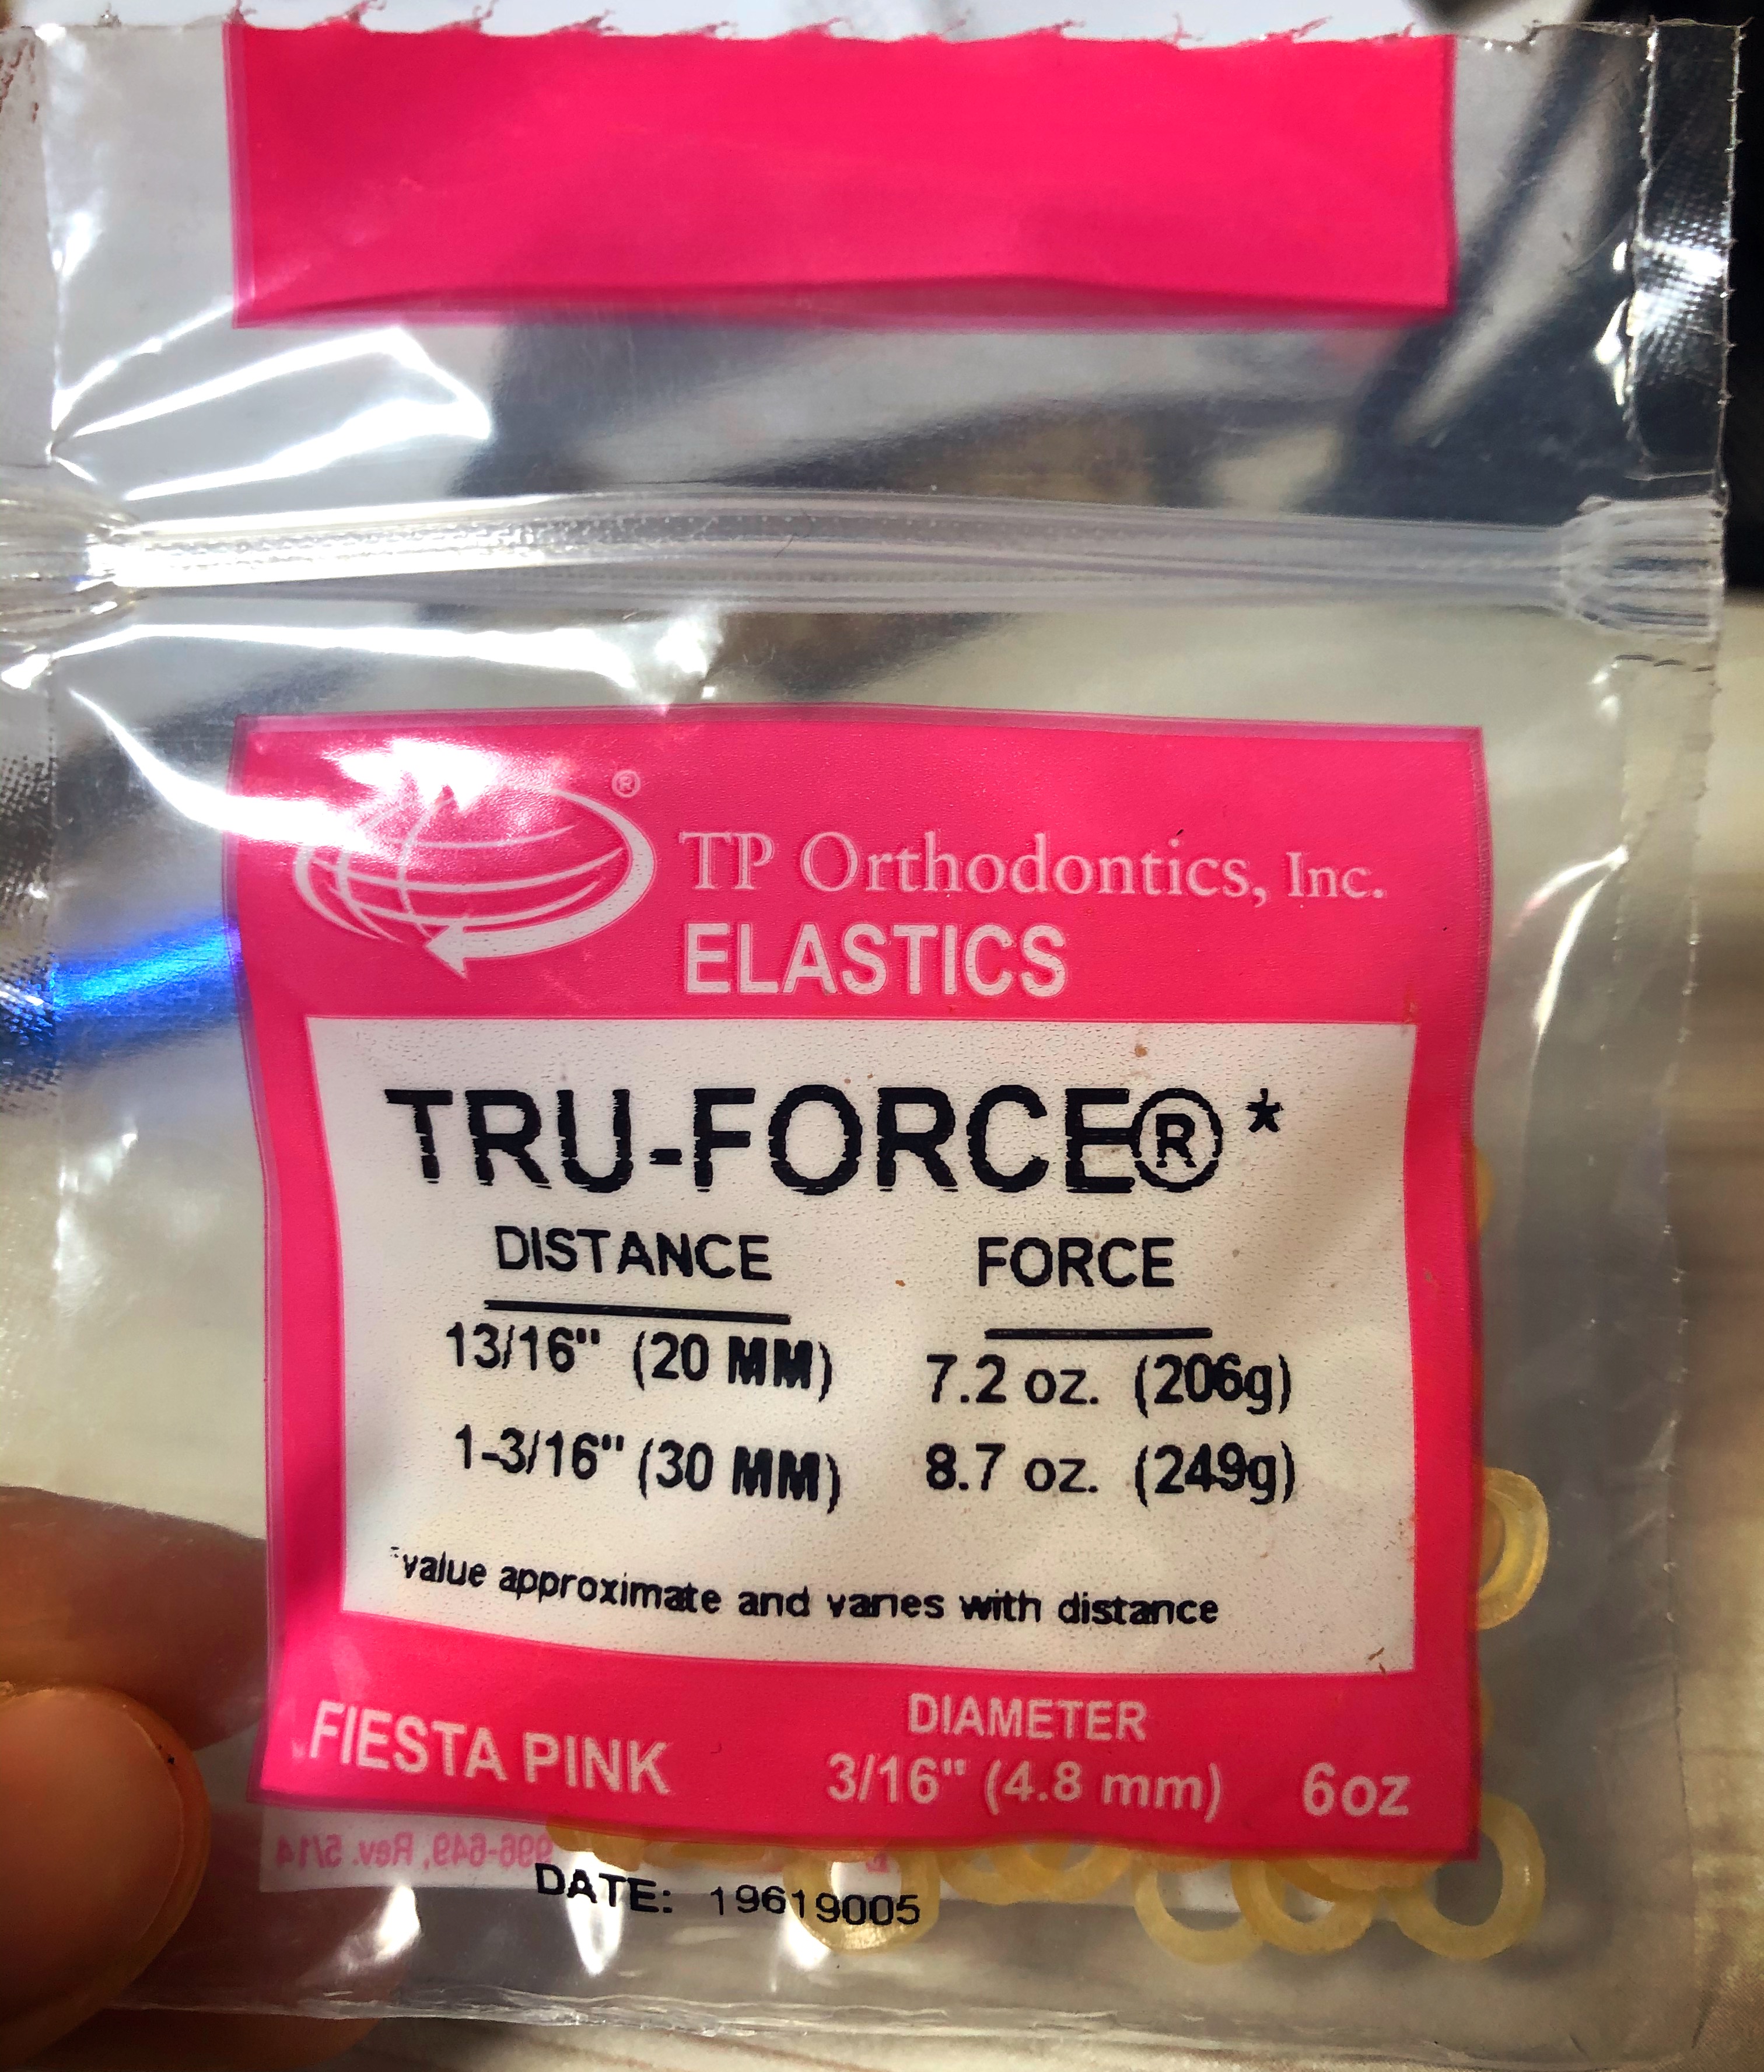 ®
TP Orthodontics, Inc.
ELASTICS
TRU-FORCE® *
DISTANCE FORCE
13/16" (20 MM) 7.2 oz. (206g)
1-3/16" (30 MM) 8.7 oz. (249g)
*value approximate and varies with distance
FIESTA PINK
DIAMETER
3/16" (4.8 mm) 6oz
996-649, Rev. 5/14
DATE: 19619005